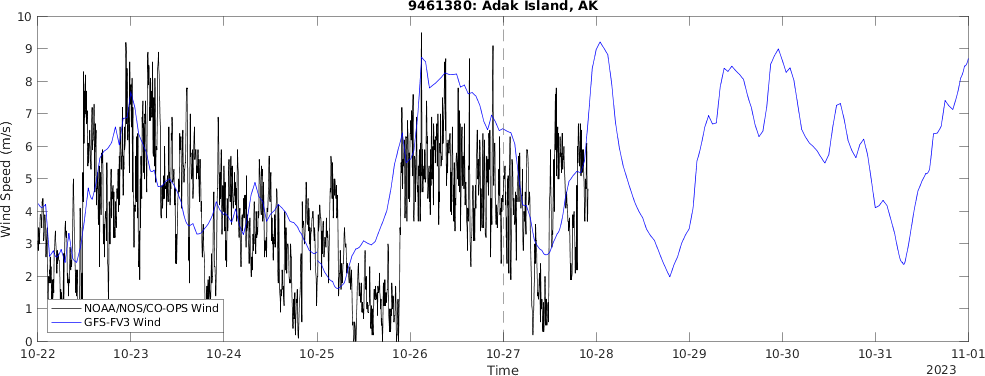 9461380: Adak Island, AK
Wind Speed (m/s)
10
9
8
7
6
5
4
3
2
1
0
NOAA/NOS/CO-OPS Wind
GFS-FV3 Wind
10-22 10-23 10-24 10-25 10-26 10-27 10-28 10-29 10-30 10-31 11-01
Time
2023